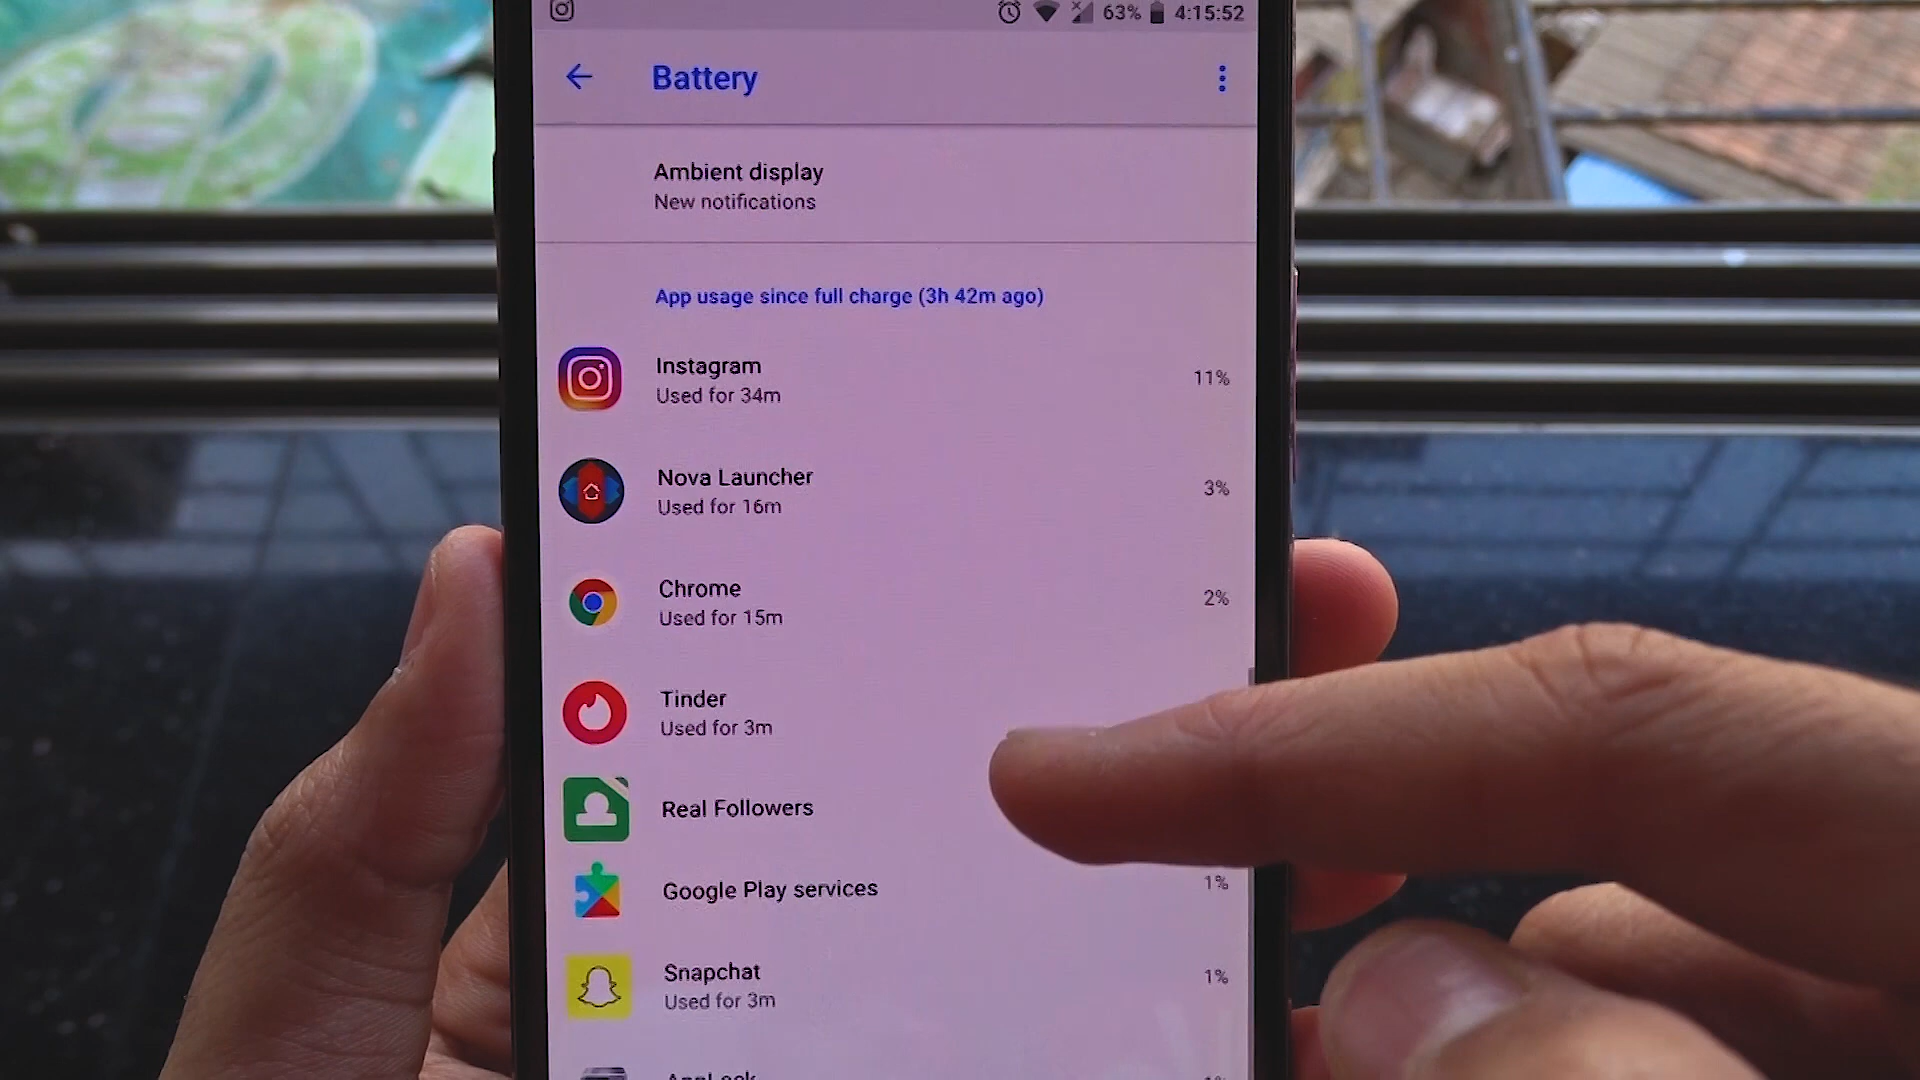 63% 4:15:52
Battery
Ambient display
New notifications
App usage since full charge (3h 42m ago)
Instagram
Used for 34m
11%
Nova Launcher
Used for 16m
3%
Chrome
Used for 15m
2%
Tinder
Used for 3m
Real Followers
Google Play services
1%
Snapchat
Used for 3m
1%
AppLock